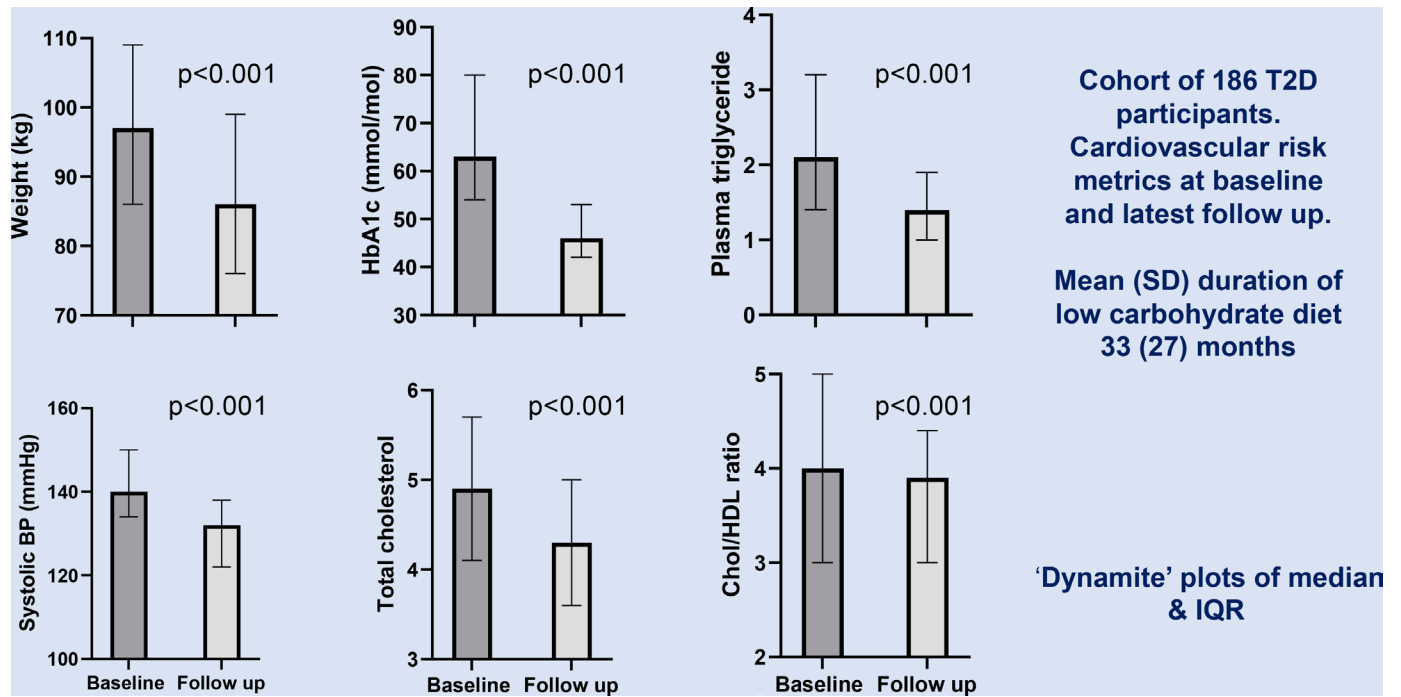 110
100
90
80
70
Weight (kg)
p<0.001
90
80
70
60
50
40
30
HbA1c (mmol/mol)
p<0.001
4
3
2
1
0
Plasma triglyceride
p<0.001
Cohort of 186 T2D
participants.
Cardiovascular risk
metrics at baseline
and latest follow up.
Mean (SD) duration of
low carbohydrate diet
33 (27) months
160
140
120
100
Systolic BP (mmHg)
p<0.001
Baseline Follow up
6
5
4
3
Total cholesterol
p<0.001
Baseline Follow up
5
4
3
2
Chol/HDL ratio
p<0.001
Baseline Follow up
‘Dynamite’ plots of median
& IQR